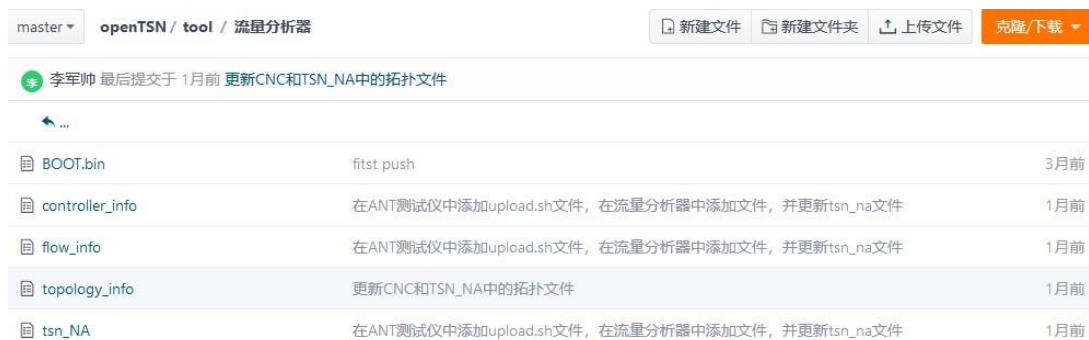 master openTSN / tool / 流量分析器 新建文件 新建文件夹 上传文件 克隆/下载
李 李军帅 最后提交于 1月前 更新CNC和TSN_NA中的拓扑文件
...
BOOT.bin fitst push 3月前
controller_info 在ANT测试仪中添加upload.sh文件，在流量分析器中添加文件，并更新tsn_na文件 1月前
flow_info 在ANT测试仪中添加upload.sh文件，在流量分析器中添加文件，并更新tsn_na文件 1月前
topology_info 更新CNC和TSN_NA中的拓扑文件 1月前
tsn_NA 在ANT测试仪中添加upload.sh文件，在流量分析器中添加文件，并更新tsn_na文件 1月前